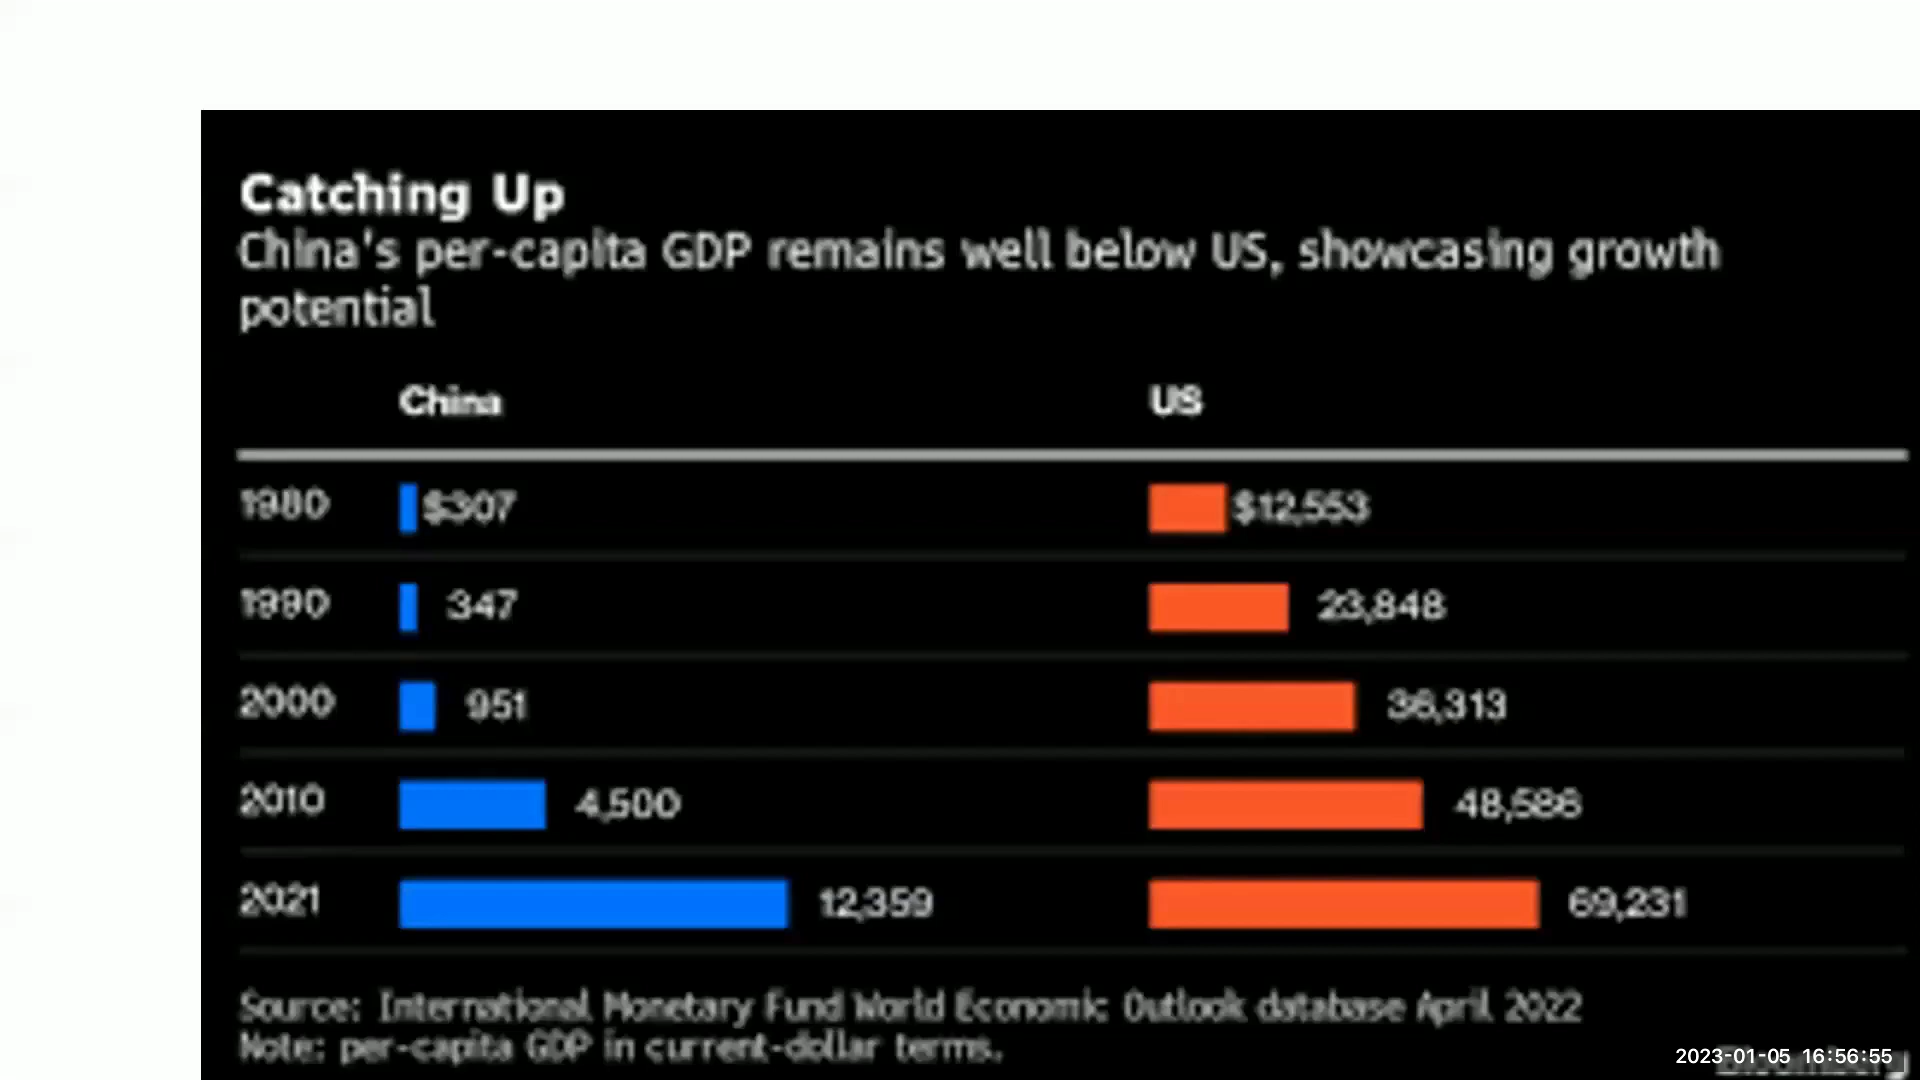 Catching Up
China's per-capita GDP remains well below US, showcasing growth
potential
China US
1980 $307 $12,553
1990 347 23,848
2000 951 36,313
2010 4,500 48,586
2021 12,359 69,231
Source: International Monetary Fund World Economic Outlook database April 2022
Note: per-capita GDP in current-dollar terms.
2023-01-05 16:56:55